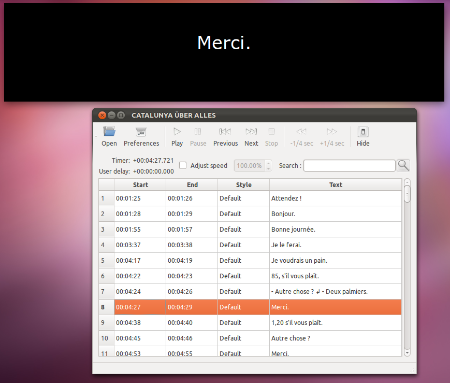 Merci.
CATALUNYA ÜBER ALLES
Open Preferences Play Pause Previous Next Stop -1/4 sec +1/4 sec Hide
Timer: +00:04:27.721
User delay: +00:00:00.000
Adjust speed 100.00% Search :
Start End Style Text
1 00:01:25 00:01:26 Default Attendez !
2 00:01:28 00:01:29 Default Bonjour.
3 00:01:55 00:01:57 Default Bonne journée.
4 00:03:37 00:03:38 Default Je le ferai.
5 00:04:17 00:04:19 Default Je voudrais un pain.
6 00:04:27 00:04:23 Default 85, s'il vous plaît.
7 00:04:24 00:04:26 Default - Autre chose ? ↲ - Deux palmiers.
8 00:04:27 00:04:29 Default Merci.
9 00:04:38 00:04:40 Default 1,20 s'il vous plaît.
10 00:04:45 00:04:46 Default Autre chose ?
11 00:04:53 00:04:55 Default Merci.